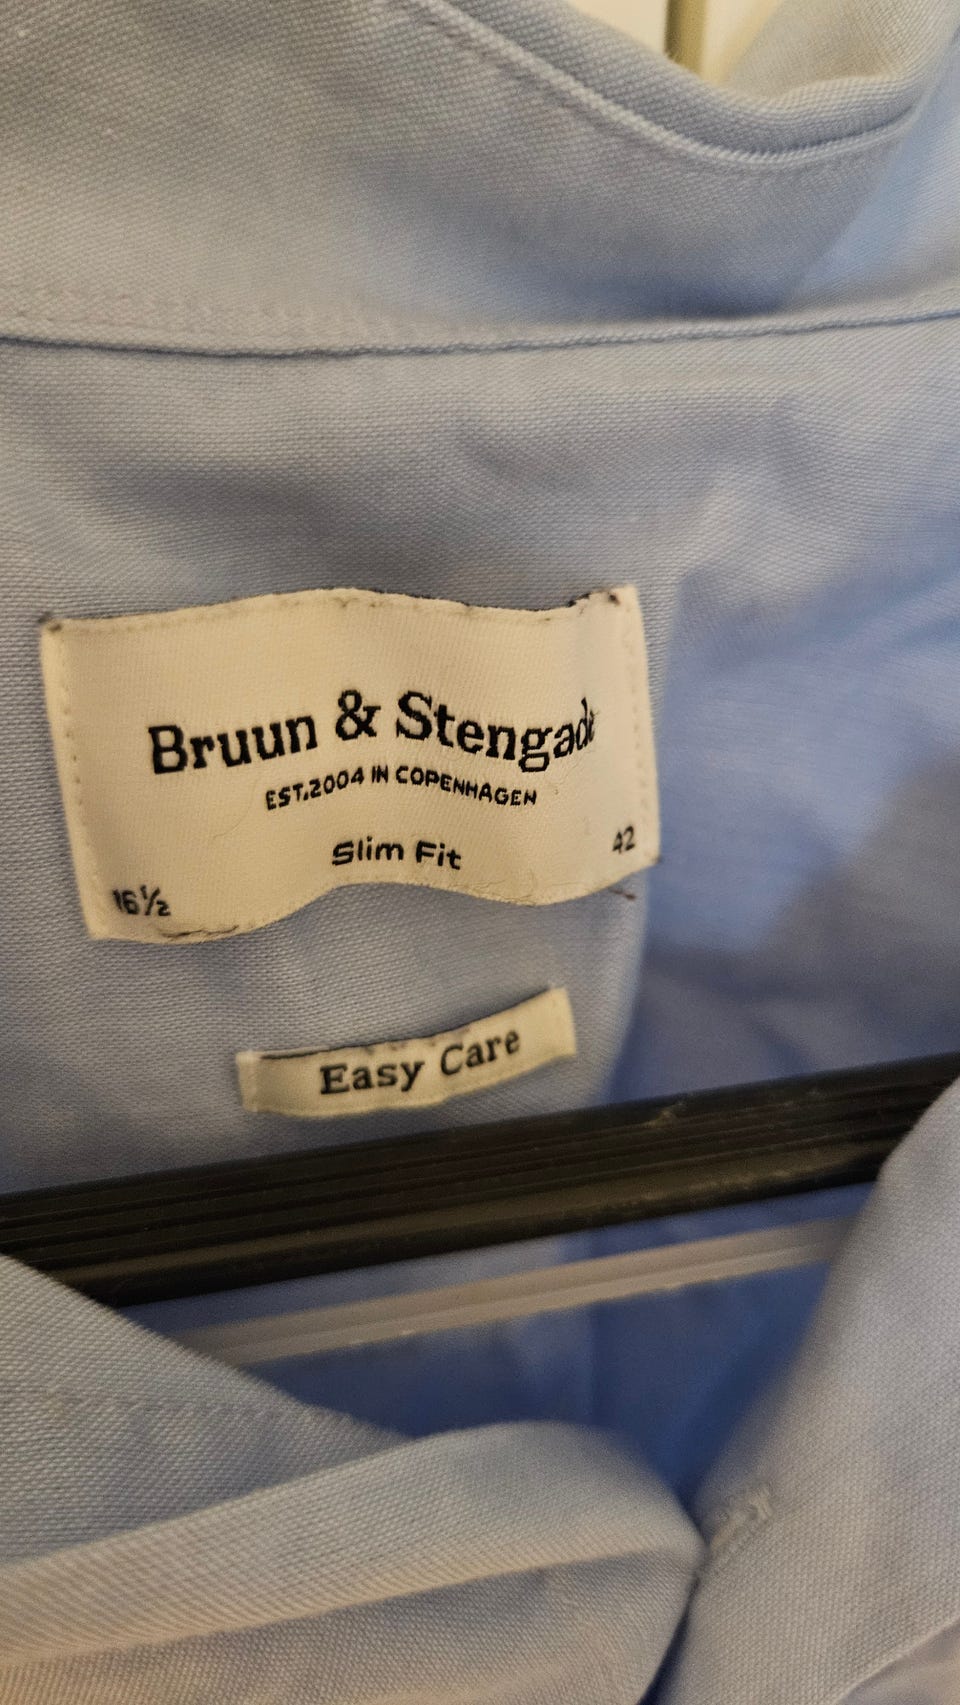 Bruun & Stengade
EST.2004 IN COPENHAGEN
Slim Fit
16½ 42
Easy Care